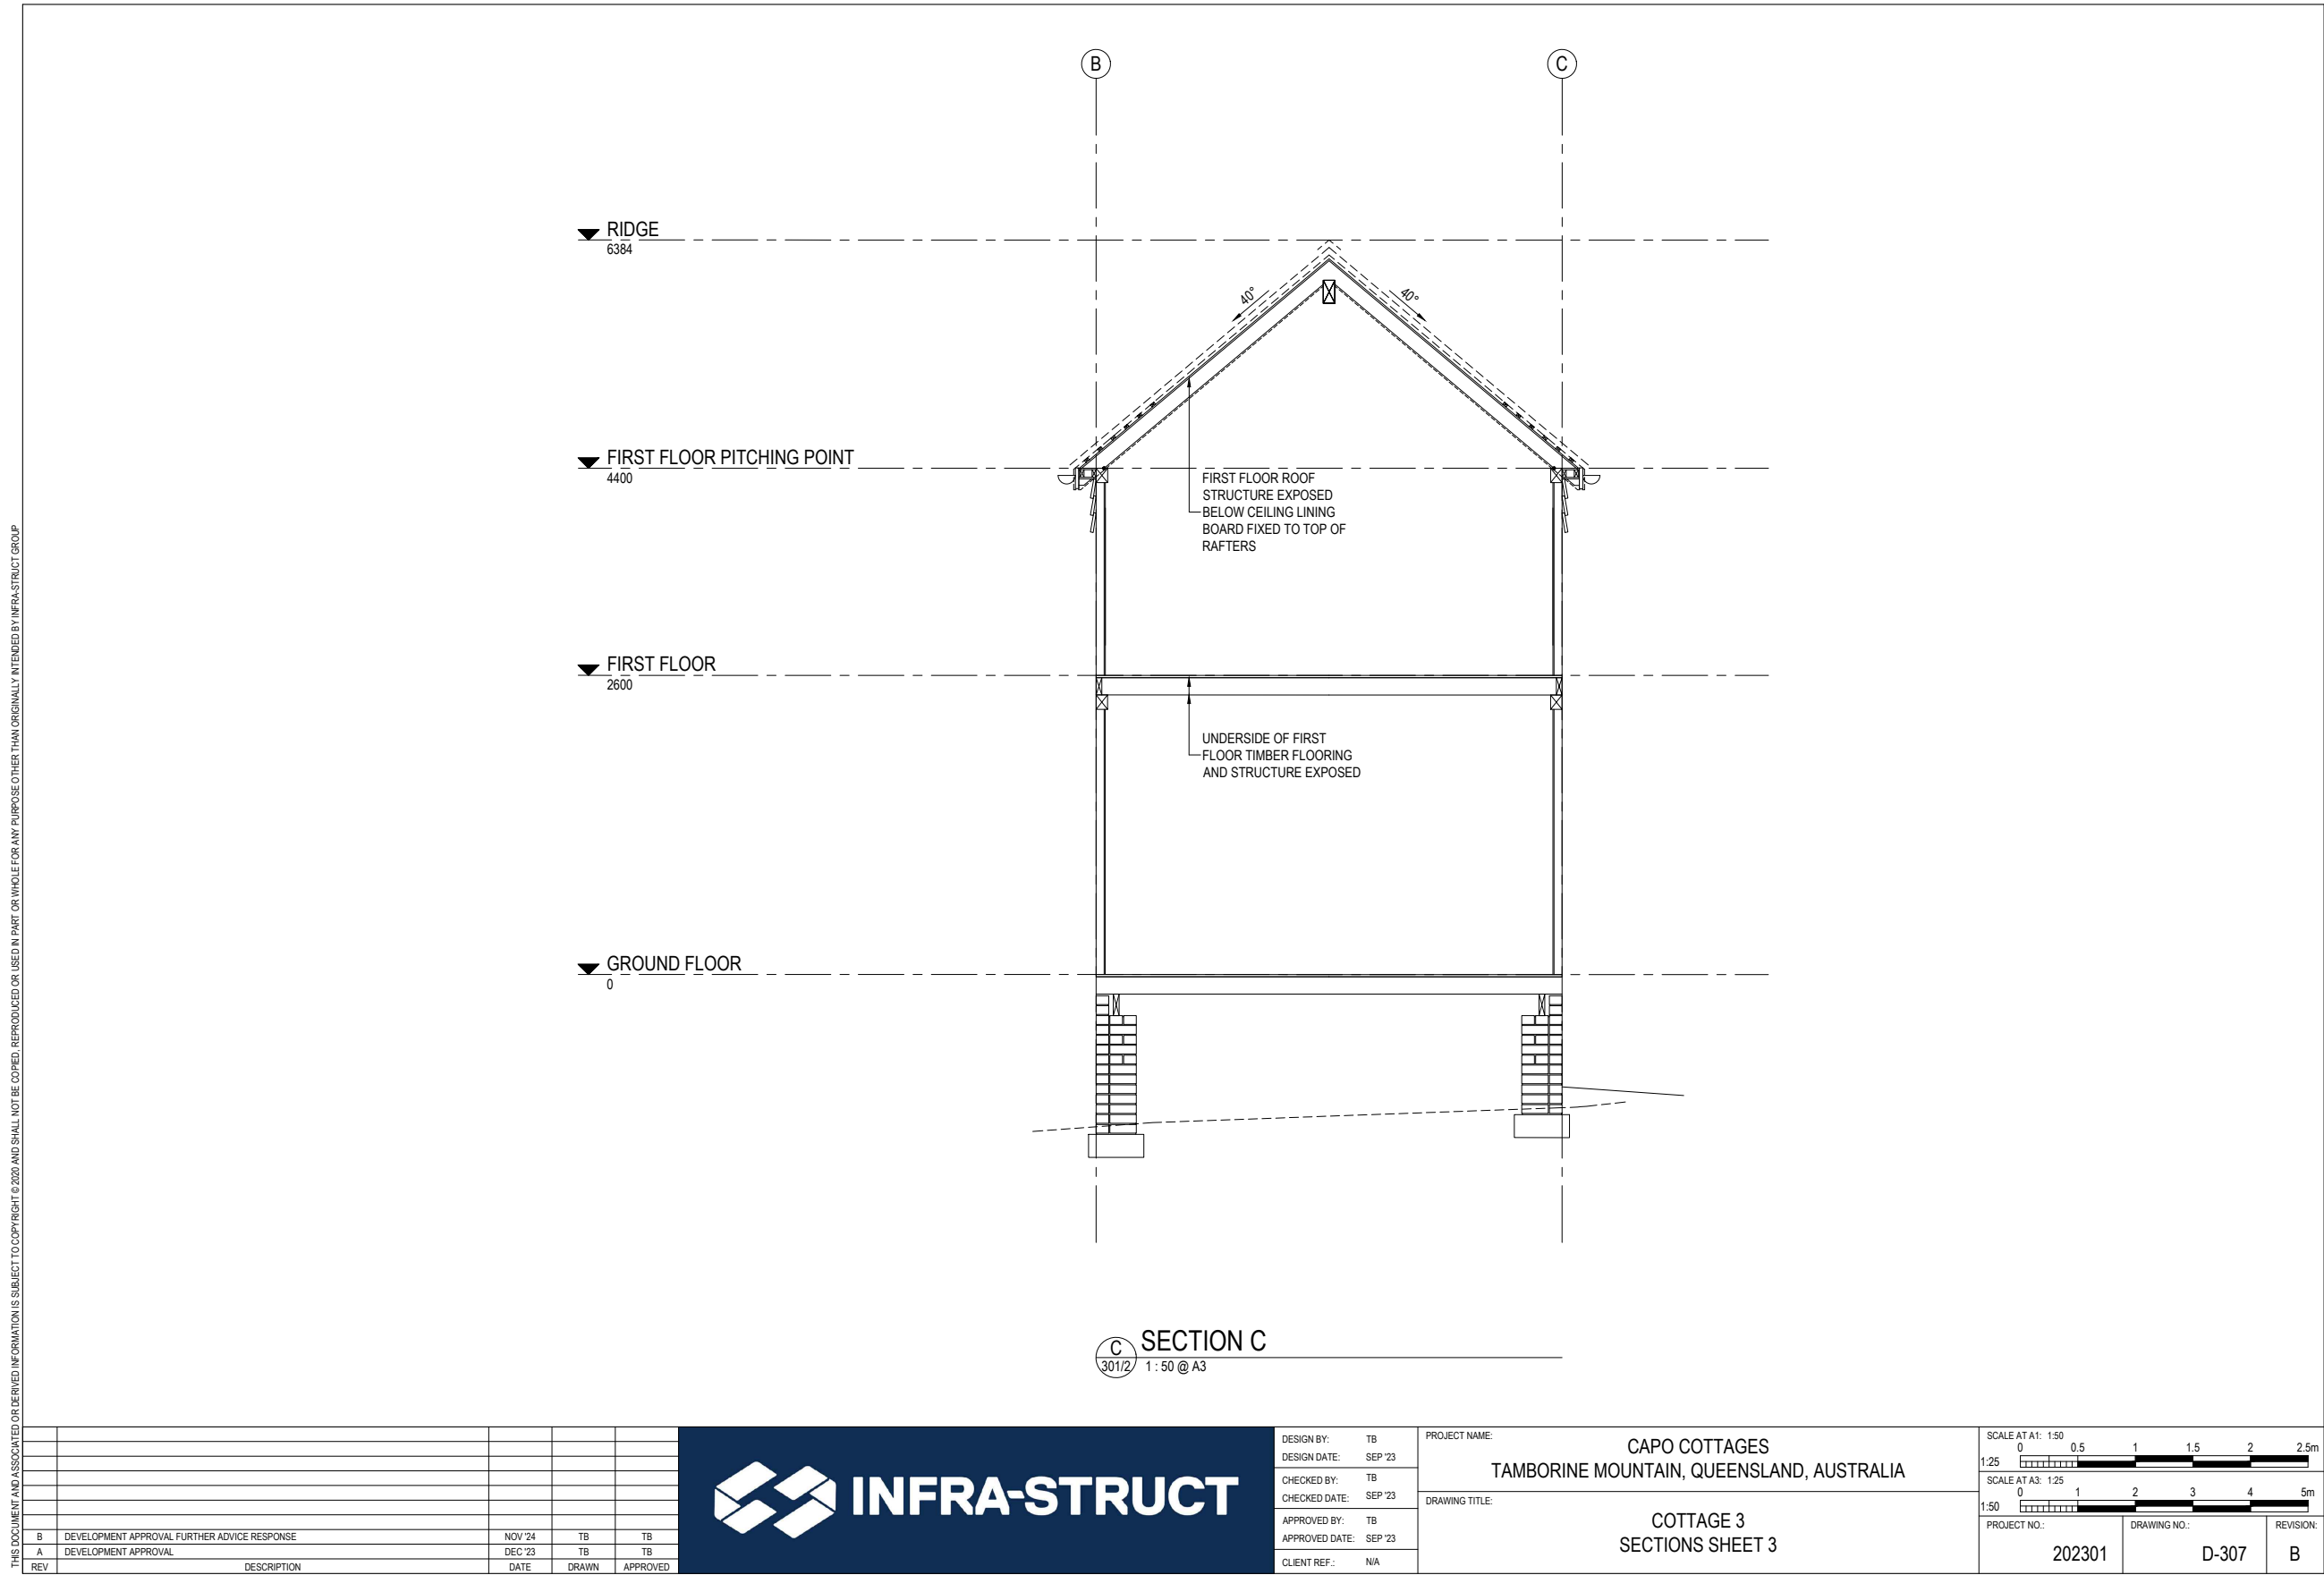 B
C
RIDGE
6384
40°
40°
FIRST FLOOR PITCHING POINT
4400
FIRST FLOOR ROOF
STRUCTURE EXPOSED
BELOW CEILING LINING
BOARD FIXED TO TOP OF
RAFTERS
FIRST FLOOR
2600
UNDERSIDE OF FIRST
FLOOR TIMBER FLOORING
AND STRUCTURE EXPOSED
GROUND FLOOR
0
C
301/2
SECTION C
1 : 50 @ A3
THIS DOCUMENT AND ASSOCIATED OR DERIVED INFORMATION IS SUBJECT TO COPYRIGHT © 2020 AND SHALL NOT BE COPIED, REPRODUCED OR USED IN PART OR WHOLE FOR ANY PURPOSE OTHER THAN ORIGINALLY INTENDED BY INFRA-STRUCT GROUP
B DEVELOPMENT APPROVAL FURTHER ADVICE RESPONSE NOV '24 TB TB
A DEVELOPMENT APPROVAL DEC '23 TB TB
REV DESCRIPTION DATE DRAWN APPROVED
INFRA-STRUCT
DESIGN BY: TB
DESIGN DATE: SEP '23
CHECKED BY: TB
CHECKED DATE: SEP '23
APPROVED BY: TB
APPROVED DATE: SEP '23
CLIENT REF.: N/A
PROJECT NAME:
CAPO COTTAGES
TAMBORINE MOUNTAIN, QUEENSLAND, AUSTRALIA
DRAWING TITLE:
COTTAGE 3
SECTIONS SHEET 3
SCALE AT A1: 1:50
0 0.5 1 1.5 2 2.5m
1:25
SCALE AT A3: 1:25
0 1 2 3 4 5m
1:50
PROJECT NO.:
202301
DRAWING NO.:
D-307
REVISION:
B